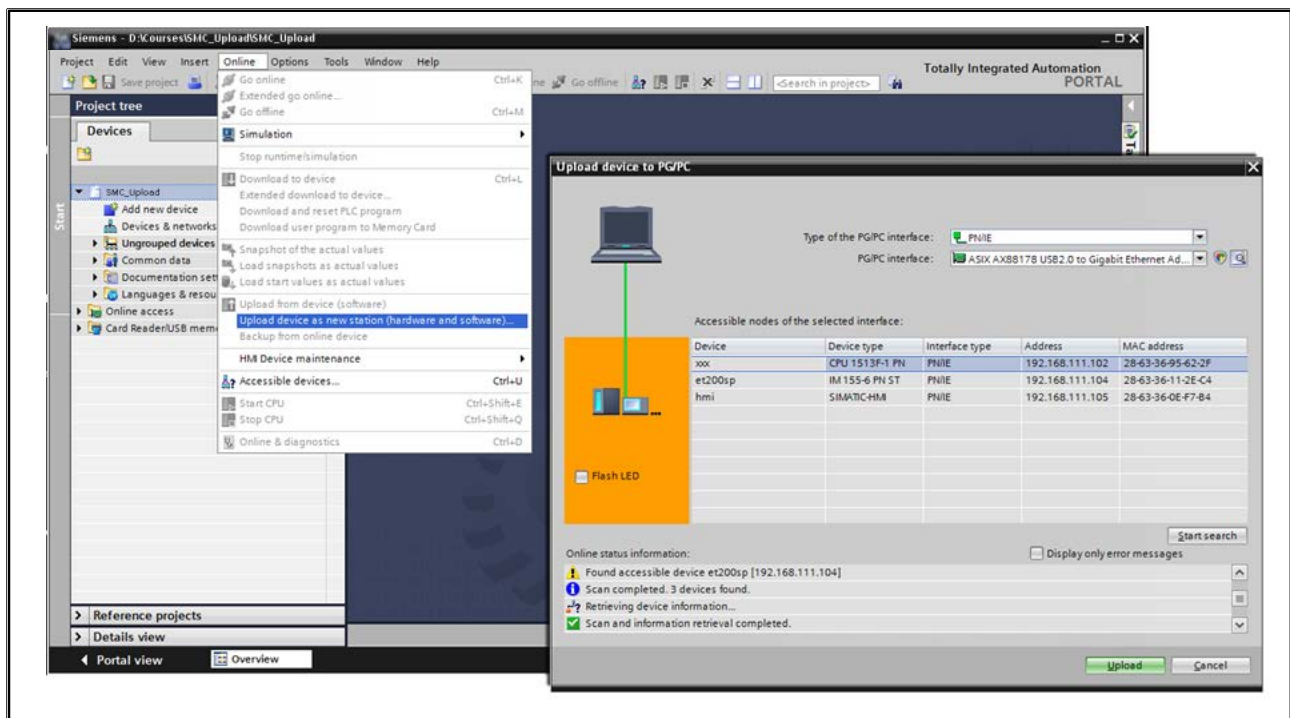 Siemens - D:\Courses\SMC_Upload\SMC_Upload
Project Edit View Insert Online Options Tools Window Help
Totally Integrated Automation
PORTAL
Save project
ne Go offline
<Search in project>
Project tree
Devices
Start
SMC_Upload
Add new device
Devices & networks
Ungrouped devices
Common data
Documentation sett
Languages & resou
Online access
Card Reader/USB mem
Go online Ctrl+K
Extended go online...
Go offline Ctrl+M
Simulation
Stop runtime/simulation
Download to device Ctrl+L
Extended download to device...
Download and reset PLC program
Download user program to Memory Card
Snapshot of the actual values
Load snapshots as actual values
Load start values as actual values
Upload from device (software)
Upload device as new station (hardware and software)...
Backup from online device
HMI Device maintenance
Accessible devices... Ctrl+U
Start CPU Ctrl+Shift+E
Stop CPU Ctrl+Shift+Q
Online & diagnostics Ctrl+D
Reference projects
Details view
Portal view
Overview
Upload device to PG/PC
Type of the PG/PC interface: PN/IE
PG/PC interface: ASIX AX88178 USB2.0 to Gigabit Ethernet Ad...
Accessible nodes of the selected interface:
Device Device type Interface type Address MAC address
xxx CPU 1513F-1 PN PN/IE 192.168.111.102 28-63-36-95-62-2F
et200sp IM 155-6 PN ST PN/IE 192.168.111.104 28-63-36-11-2E-C4
hmi SIMATIC-HMI PN/IE 192.168.111.105 28-63-36-0E-F7-84
Flash LED
Start search
Online status information:
Display only error messages
Found accessible device et200sp [192.168.111.104]
Scan completed. 3 devices found.
Retrieving device information...
Scan and information retrieval completed.
Upload Cancel